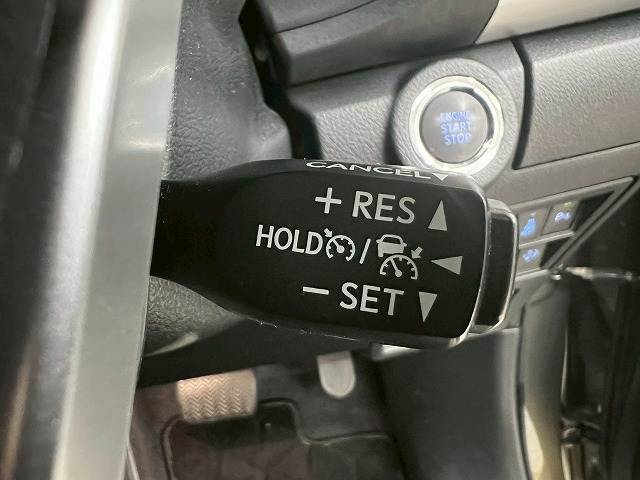 ENGINE
START
STOP
CANCEL
+ RES
HOLD /
− SET